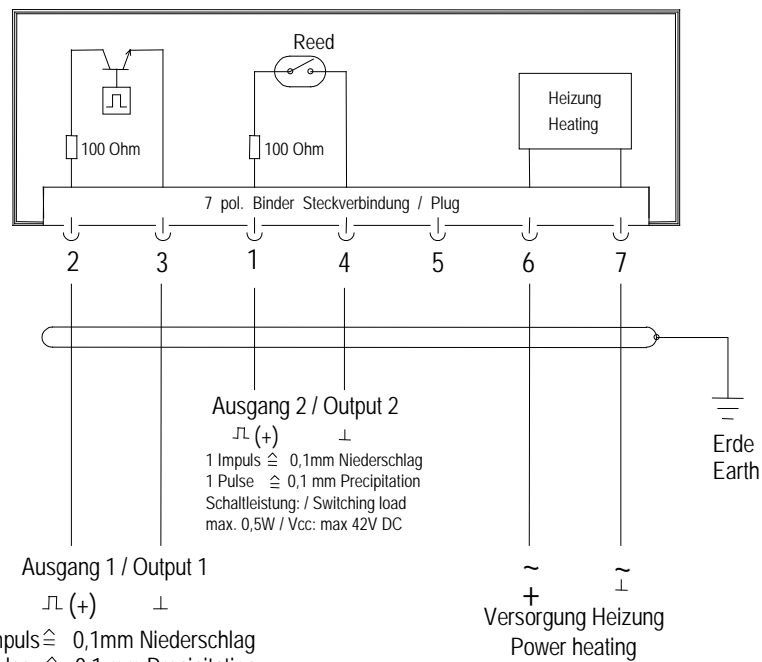 Reed
Heizung
Heating
100 Ohm
100 Ohm
7 pol. Binder Steckverbindung / Plug
2 3 1 4 5 6 7
Ausgang 2 / Output 2
(+) ⊥
1 Impuls ≙ 0,1mm Niederschlag
1 Pulse ≙ 0,1 mm Precipitation
Schaltleistung: / Switching load
max. 0,5W / Vcc: max 42V DC
Erde
Earth
Ausgang 1 / Output 1
(+) ⊥
≙ 0,1mm Niederschlag
~ ~
+ ⊥
Versorgung Heizung
Power heating